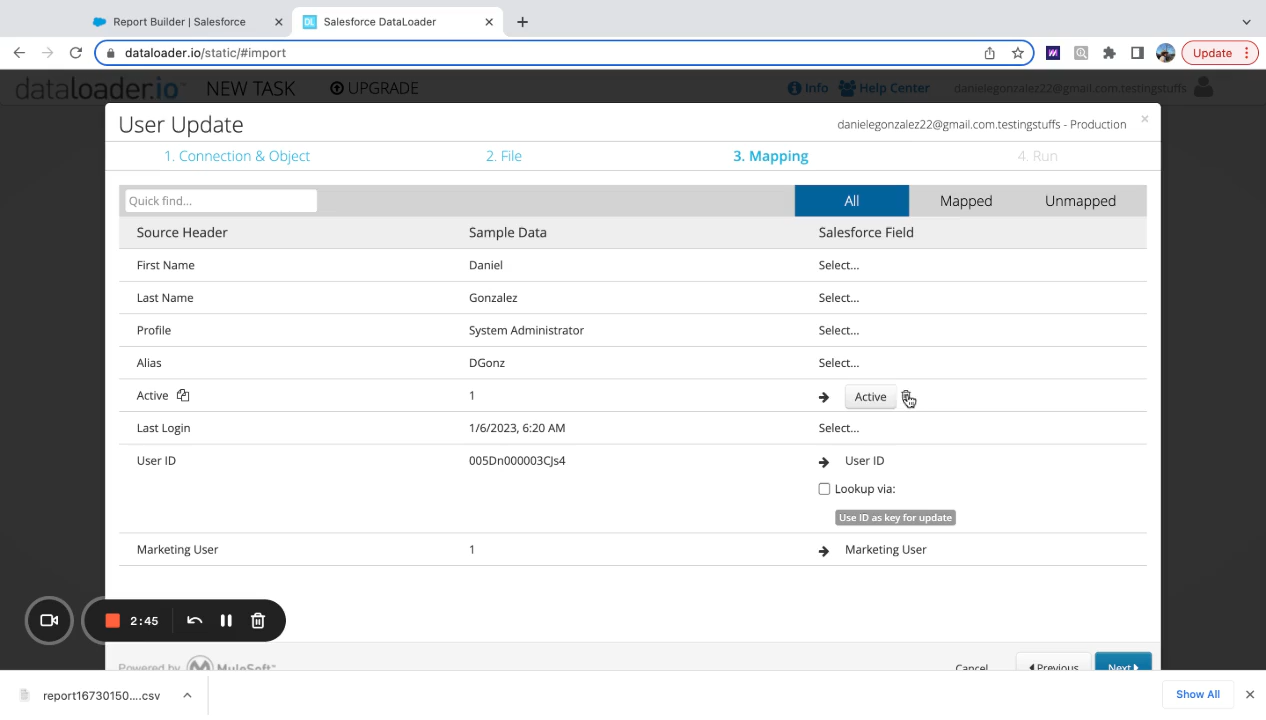 Report Builder | Salesforce
Salesforce DataLoader
dataloader.io/static/#import
Update
dataloader.io NEW TASK UPGRADE Info Help Center danielegonzalez22@gmail.com.testingstuffs
User Update danielegonzalez22@gmail.com.testingstuffs - Production
1. Connection & Object 2. File 3. Mapping 4. Run
Quick find... All Mapped Unmapped
Source Header Sample Data Salesforce Field
First Name Daniel Select...
Last Name Gonzalez Select...
Profile System Administrator Select...
Alias DGonz Select...
Active 1 Active
Last Login 1/6/2023, 6:20 AM Select...
User ID 005Dn000003CJs4 User ID
Lookup via:
Use ID as key for update
Marketing User 1 Marketing User
2:45
Powered by MuleSoft Cancel Previous Next
report16730150....csv Show All